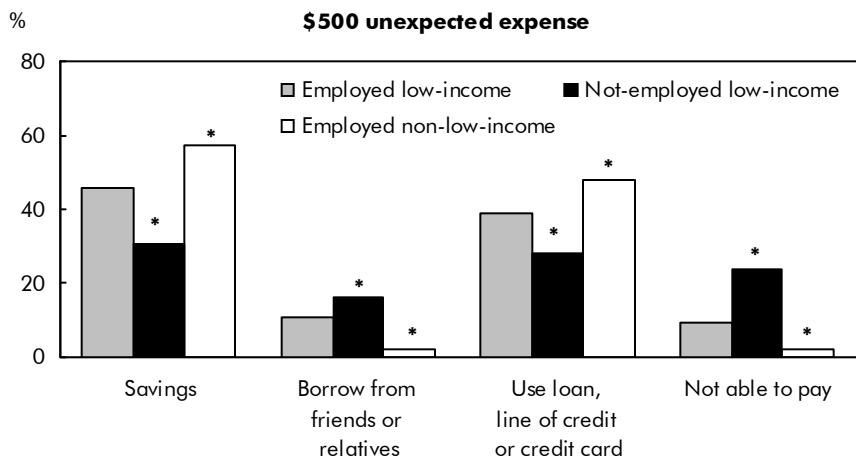 %
$500 unexpected expense
80
60
40
20
0
Employed low-income
Not-employed low-income
Employed non-low-income
*
*
*
*
*
*
*
*
Savings
Borrow from
friends or
relatives
Use loan,
line of credit
or credit card
Not able to pay